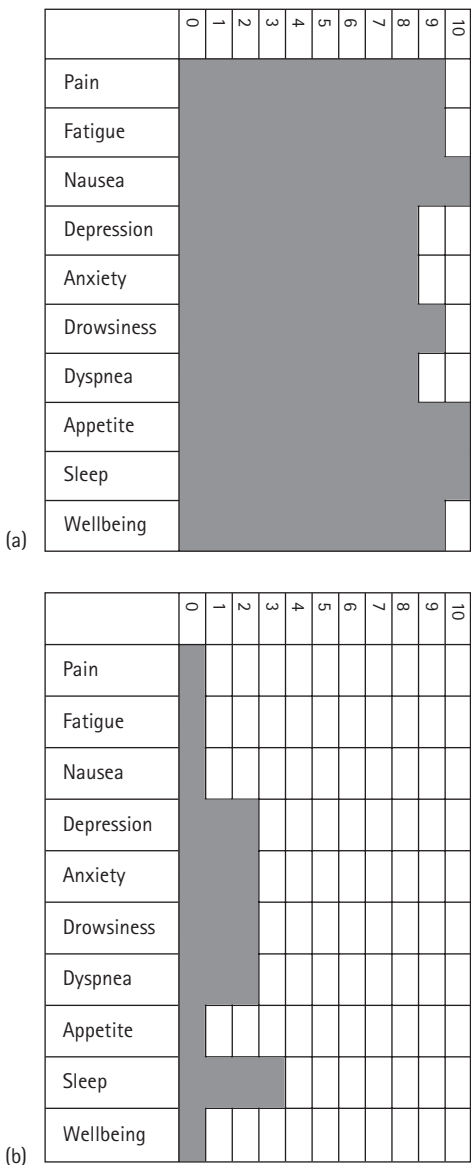 0 1 2 3 4 5 6 7 8 9 10
Pain
Fatigue
Nausea
Depression
Anxiety
Drowsiness
Dyspnea
Appetite
Sleep
Wellbeing
(a)
0 1 2 3 4 5 6 7 8 9 10
Pain
Fatigue
Nausea
Depression
Anxiety
Drowsiness
Dyspnea
Appetite
Sleep
Wellbeing
(b)